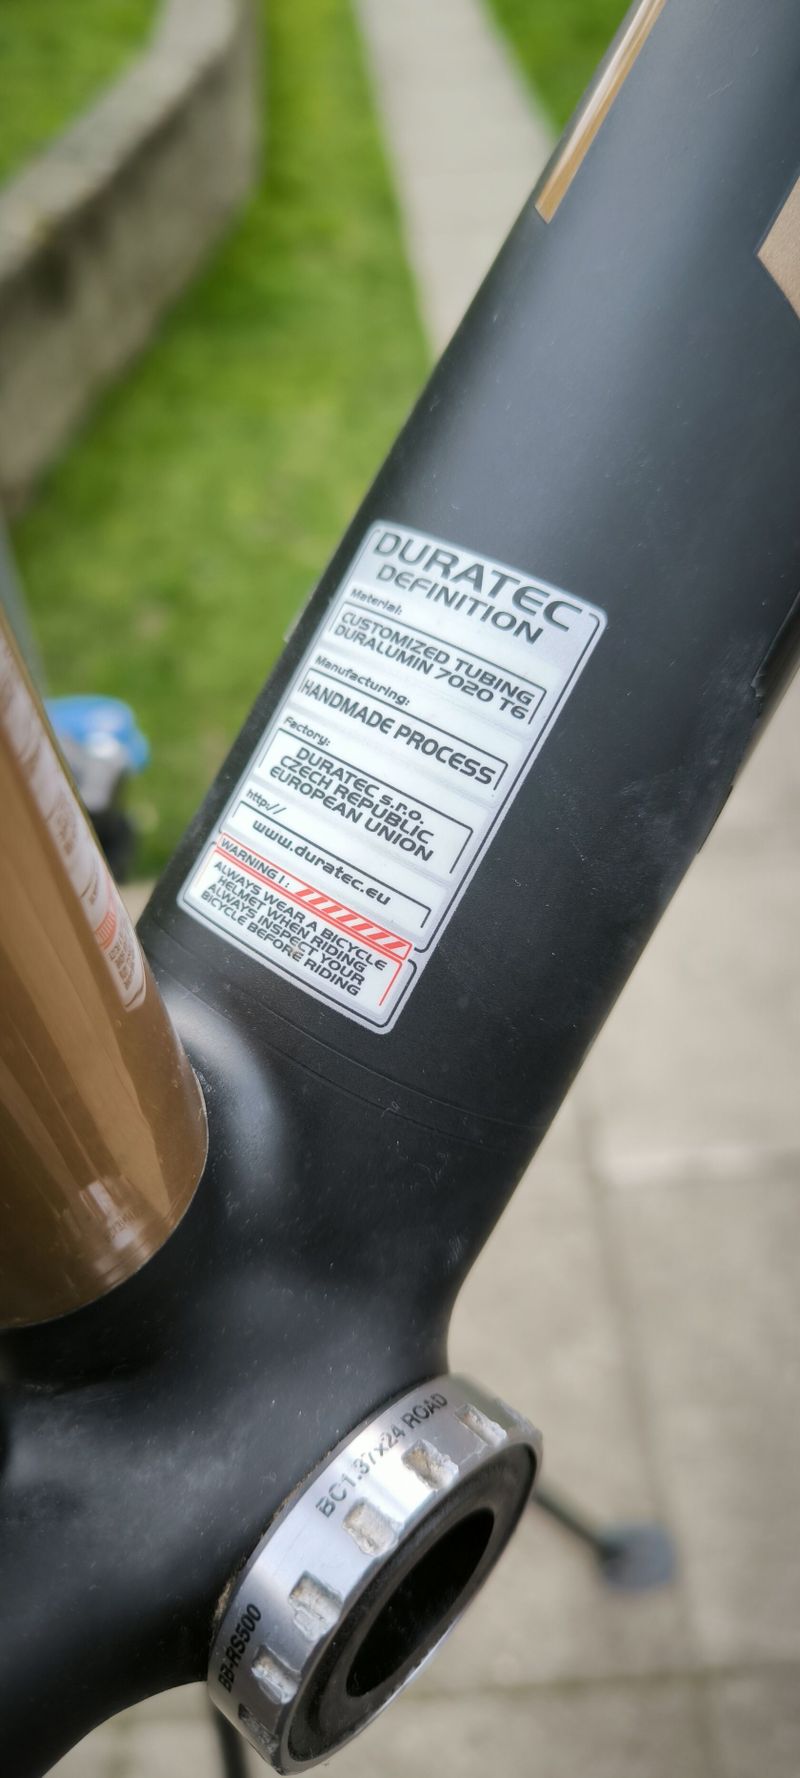 DURATEC
DEFINITION
Material:
CUSTOMIZED TUBING
DURALUMIN 7020 T6
Manufacturing:
HANDMADE PROCESS
Factory:
DURATEC s.r.o.
CZECH REPUBLIC
EUROPEAN UNION
http://
www.duratec.eu
WARNING ! :
ALWAYS WEAR A BICYCLE
HELMET WHEN RIDING
ALWAYS INSPECT YOUR
BICYCLE BEFORE RIDING
BC1.37x24 ROAD
BB-RS500